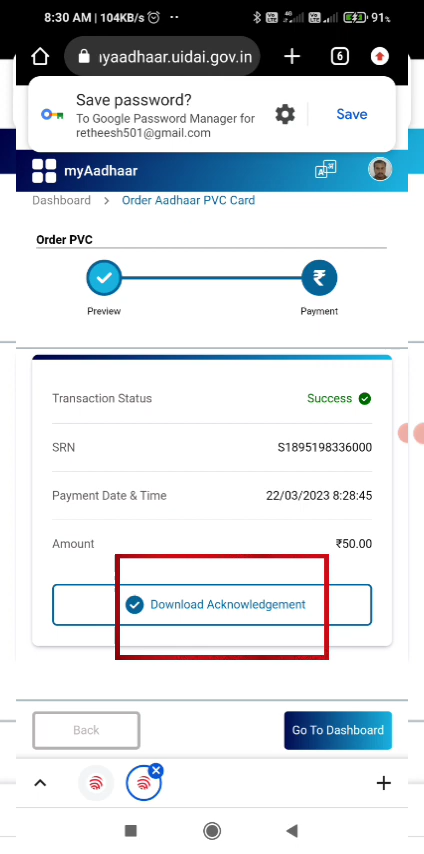 8:30 AM | 104KB/s
91%
yaadhaar.uidai.gov.in
6
Save password?
To Google Password Manager for
retheesh501@gmail.com
Save
myAadhaar
Dashboard > Order Aadhaar PVC Card
Order PVC
₹
Preview
Payment
Transaction Status
Success
SRN
S1895198336000
Payment Date & Time
22/03/2023 8:28:45
Amount
₹50.00
Download Acknowledgement
Back
Go To Dashboard